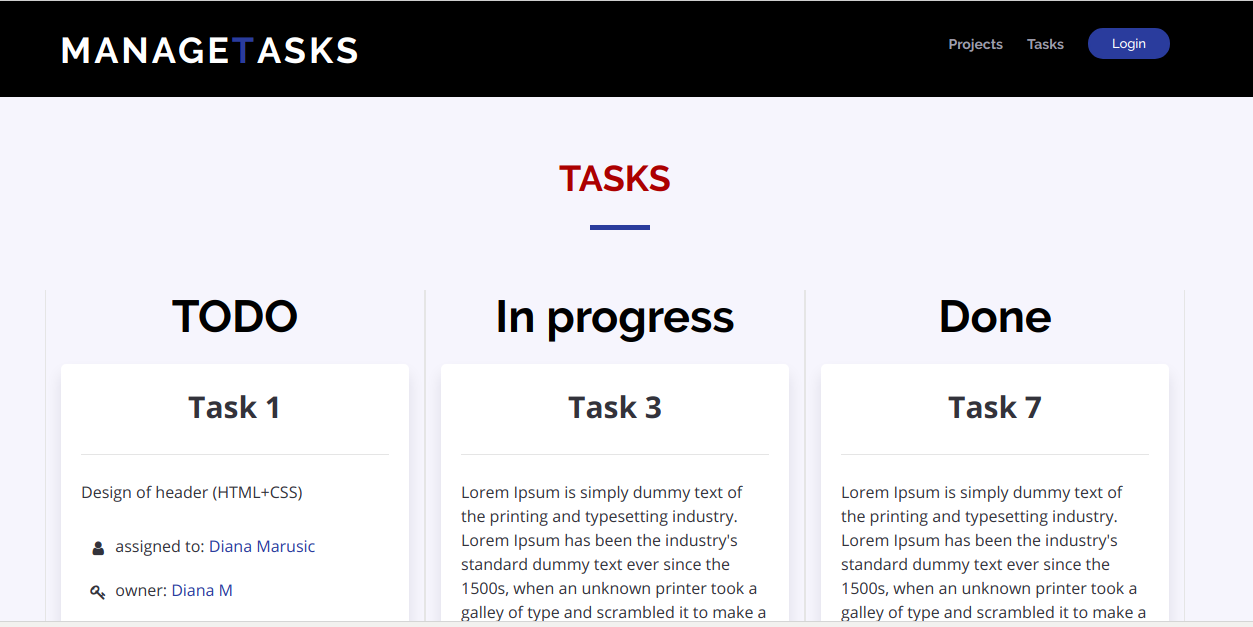 MANAGETASKS
Projects Tasks Login
TASKS
TODO
Task 1
Design of header (HTML+CSS)
assigned to: Diana Marusic
owner: Diana M
In progress
Task 3
Lorem Ipsum is simply dummy text of
the printing and typesetting industry.
Lorem Ipsum has been the industry's
standard dummy text ever since the
1500s, when an unknown printer took a
galley of type and scrambled it to make a
Done
Task 7
Lorem Ipsum is simply dummy text of
the printing and typesetting industry.
Lorem Ipsum has been the industry's
standard dummy text ever since the
1500s, when an unknown printer took a
galley of type and scrambled it to make a